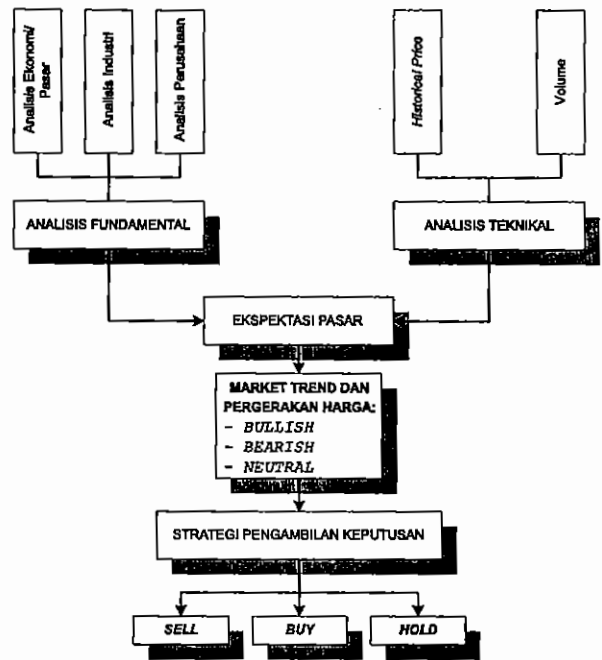 Analisis Ekonomi/
Pasar
Analisis Industri
Analisis Perusahaan
Historical Price
Volume
ANALISIS FUNDAMENTAL
ANALISIS TEKNIKAL
EKSPEKTASI PASAR
MARKET TREND DAN
PERGERAKAN HARGA:
- BULLISH
- BEARISH
- NEUTRAL
STRATEGI PENGAMBILAN KEPUTUSAN
SELL
BUY
HOLD